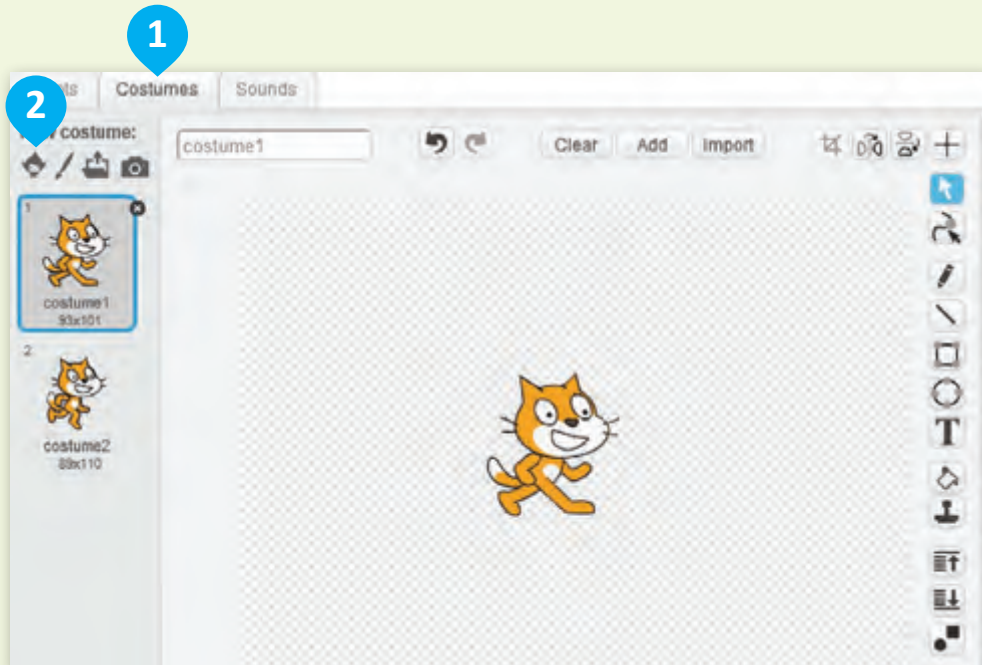 1
Costumes
Sounds
2
costume:
costume1
Clear
Add
Import
1
costume1
93x101
2
costume2
89x110
T